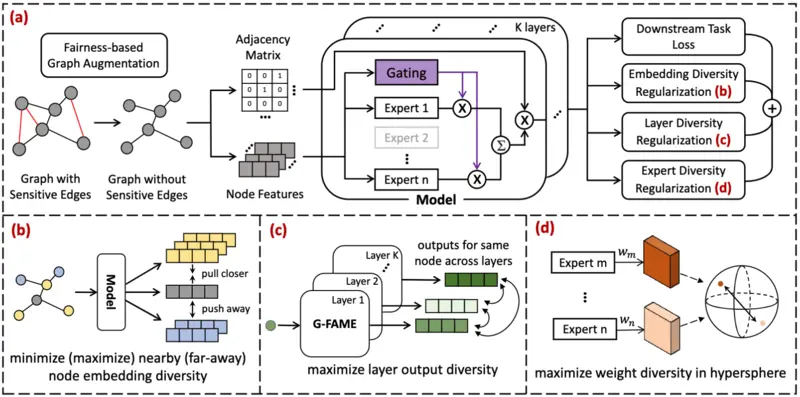 (a)
Fairness-based
Graph Augmentation
Graph with
Sensitive Edges
Graph without
Sensitive Edges
Adjacency
Matrix
0 0 1
0 1 0
1 0 0
•••
Node Features
K layers
Gating
Expert 1
X
Expert 2
Σ
X
Expert n
X
Model
Downstream Task
Loss
Embedding Diversity
Regularization (b)
Layer Diversity
Regularization (c)
Expert Diversity
Regularization (d)
+
(b)
Model
pull closer
push away
minimize (maximize) nearby (far-away)
node embedding diversity
(c)
Layer K
Layer 2
Layer 1
G-FAME
outputs for same
node across layers
maximize layer output diversity
(d)
Expert m
wm
Expert n
wn
maximize weight diversity in hypersphere